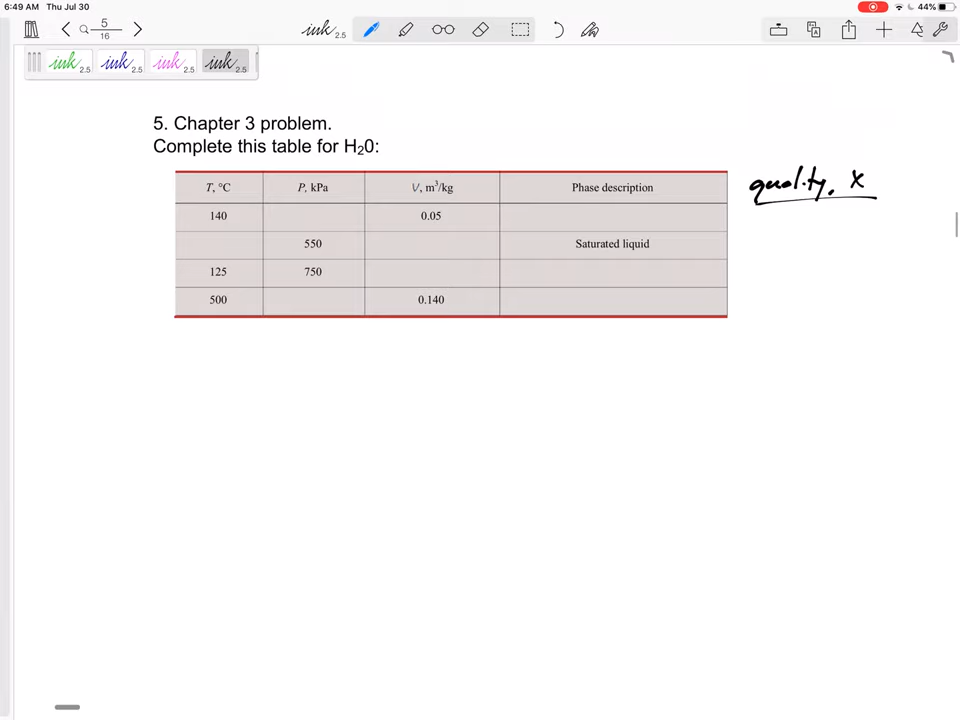 6:49 AM Thu Jul 30
44%
5
16
ink 2.5
ink 2.5 ink 2.5 ink 2.5 ink 2.5
5. Chapter 3 problem.
Complete this table for H₂0:
quality, x
T, °C P, kPa V, m³/kg Phase description
140 0.05
550 Saturated liquid
125 750
500 0.140